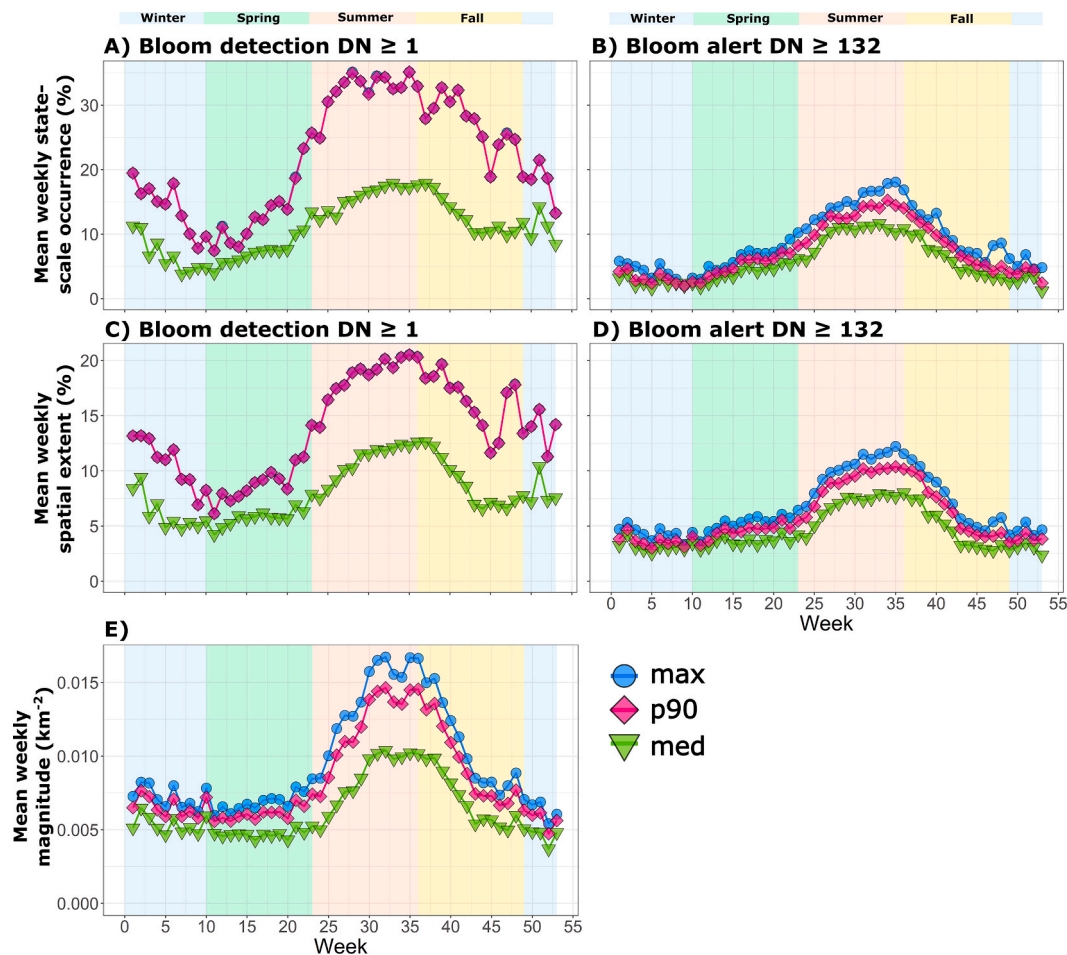 Winter Spring Summer Fall
Winter Spring Summer Fall
A) Bloom detection DN ≥ 1
B) Bloom alert DN ≥ 132
Mean weekly state-
scale occurrence (%)
30
20
10
0
C) Bloom detection DN ≥ 1
D) Bloom alert DN ≥ 132
Mean weekly
spatial extent (%)
20
15
10
5
0
0 5 10 15 20 25 30 35 40 45 50 55
Week
E)
Mean weekly
magnitude (km-2)
0.015
0.010
0.005
0.000
0 5 10 15 20 25 30 35 40 45 50 55
Week
max
p90
med